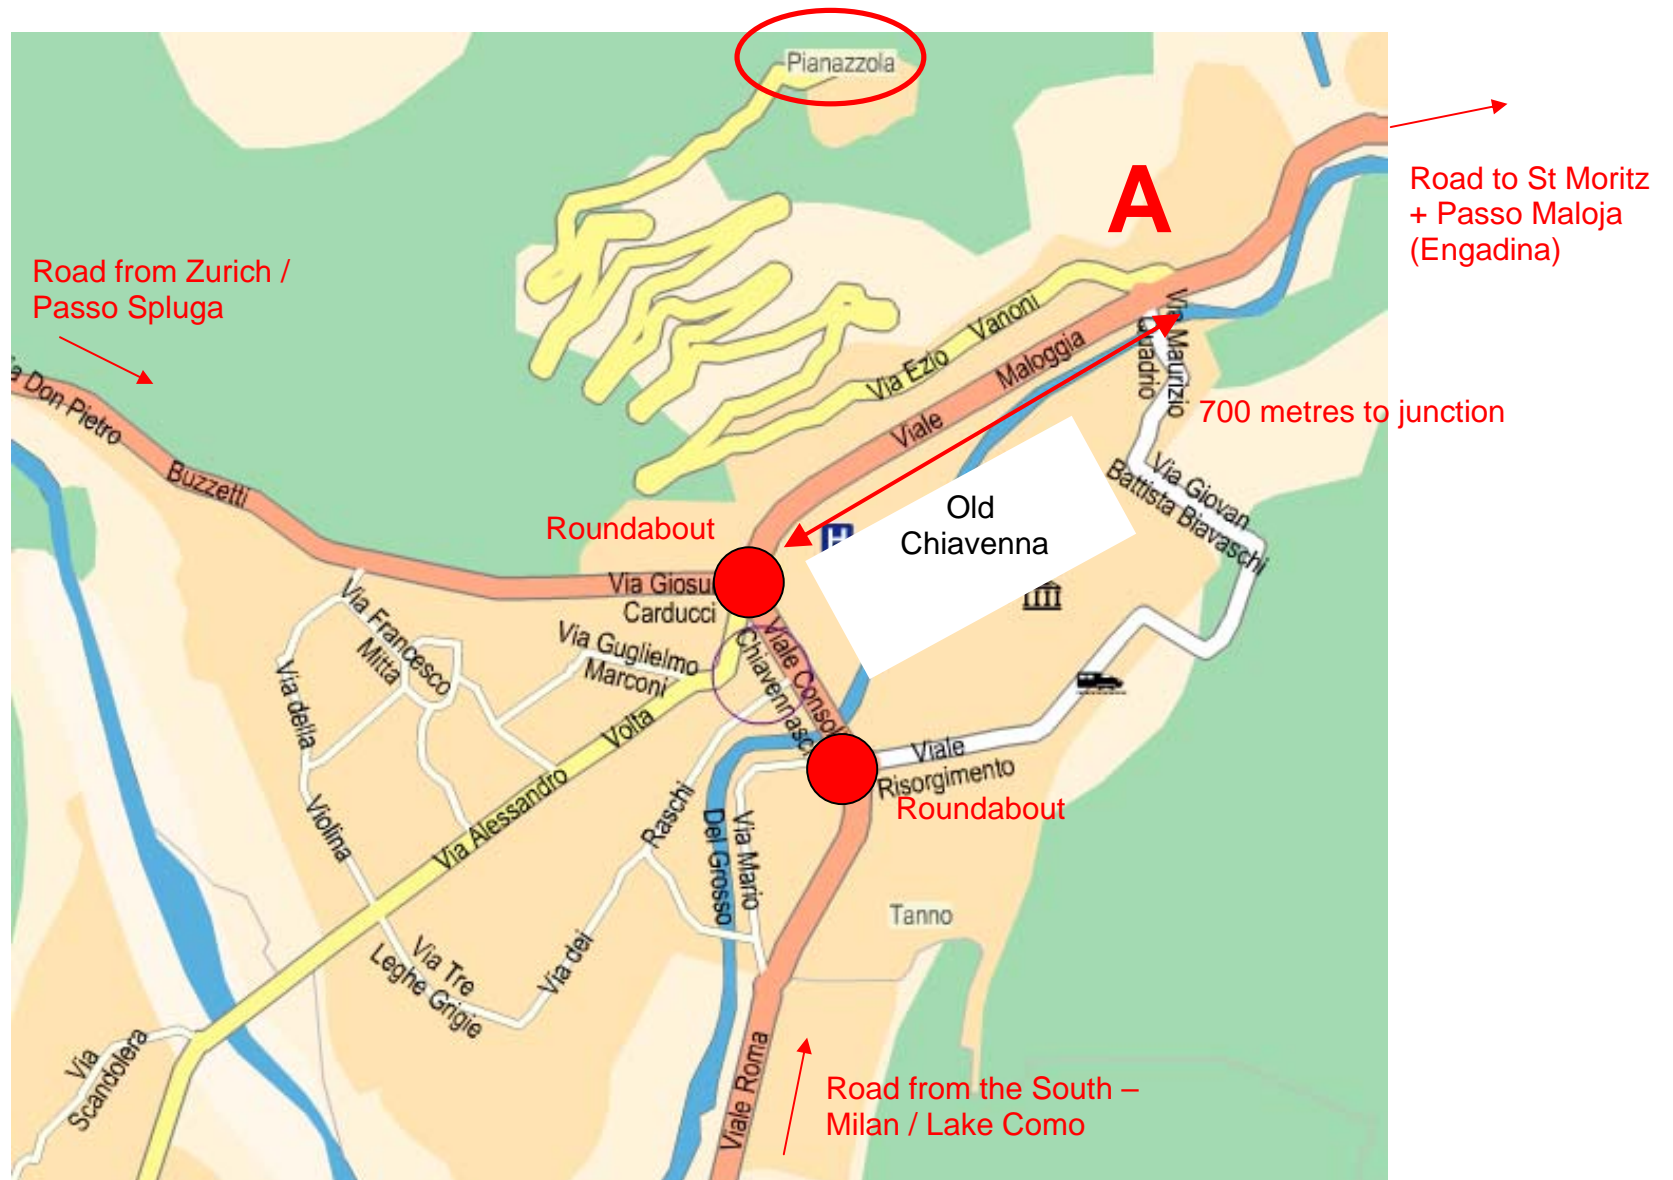 Pianazzola
A
Road to St Moritz
+ Passo Maloja
(Engadina)
Road from Zurich /
Passo Spluga
Via Ezio Vanoni
Viale Maloggia
Via Maurizio
Quadrio
700 metres to junction
Don Pietro
Buzzetti
Via Giovan
Battista Biavaschi
Old
Chiavenna
H
Roundabout
Via Giosu
Carducci
Via Francesco
Mitta
Via Guglielmo
Marconi
Viale Consol
Chiavennasc
Via della
Violina
Via Alessandro Volta
Viale
Risorgimento
Roundabout
Via dei Raschi
Via Mario
Del Grosso
Tanno
Via Tre
Leghe Grigie
Via
Scandolera
Viale Roma
Road from the South –
Milan / Lake Como